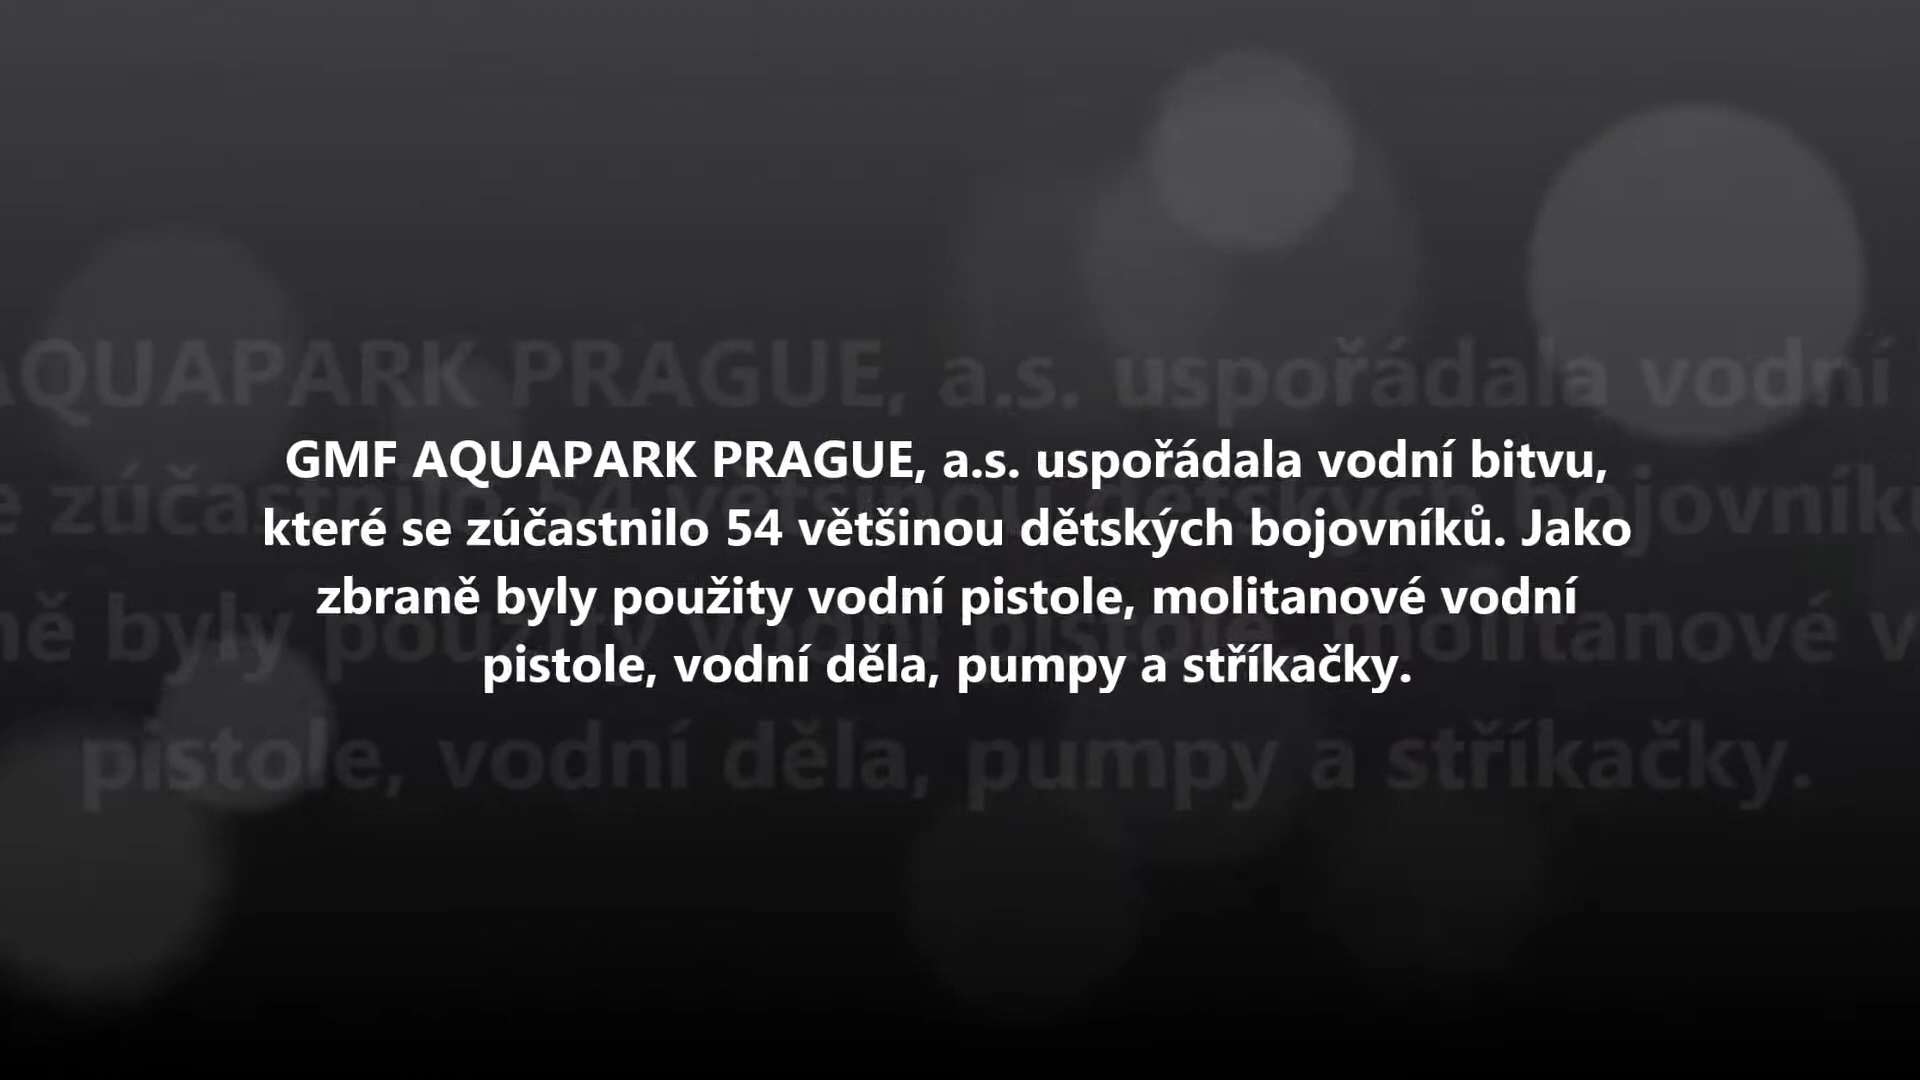 GMF AQUAPARK PRAGUE, a.s. uspořádala vodní bitvu,
které se zúčastnilo 54 většinou dětských bojovníků. Jako
zbraně byly použity vodní pistole, molitanové vodní
pistole, vodní děla, pumpy a stříkačky.